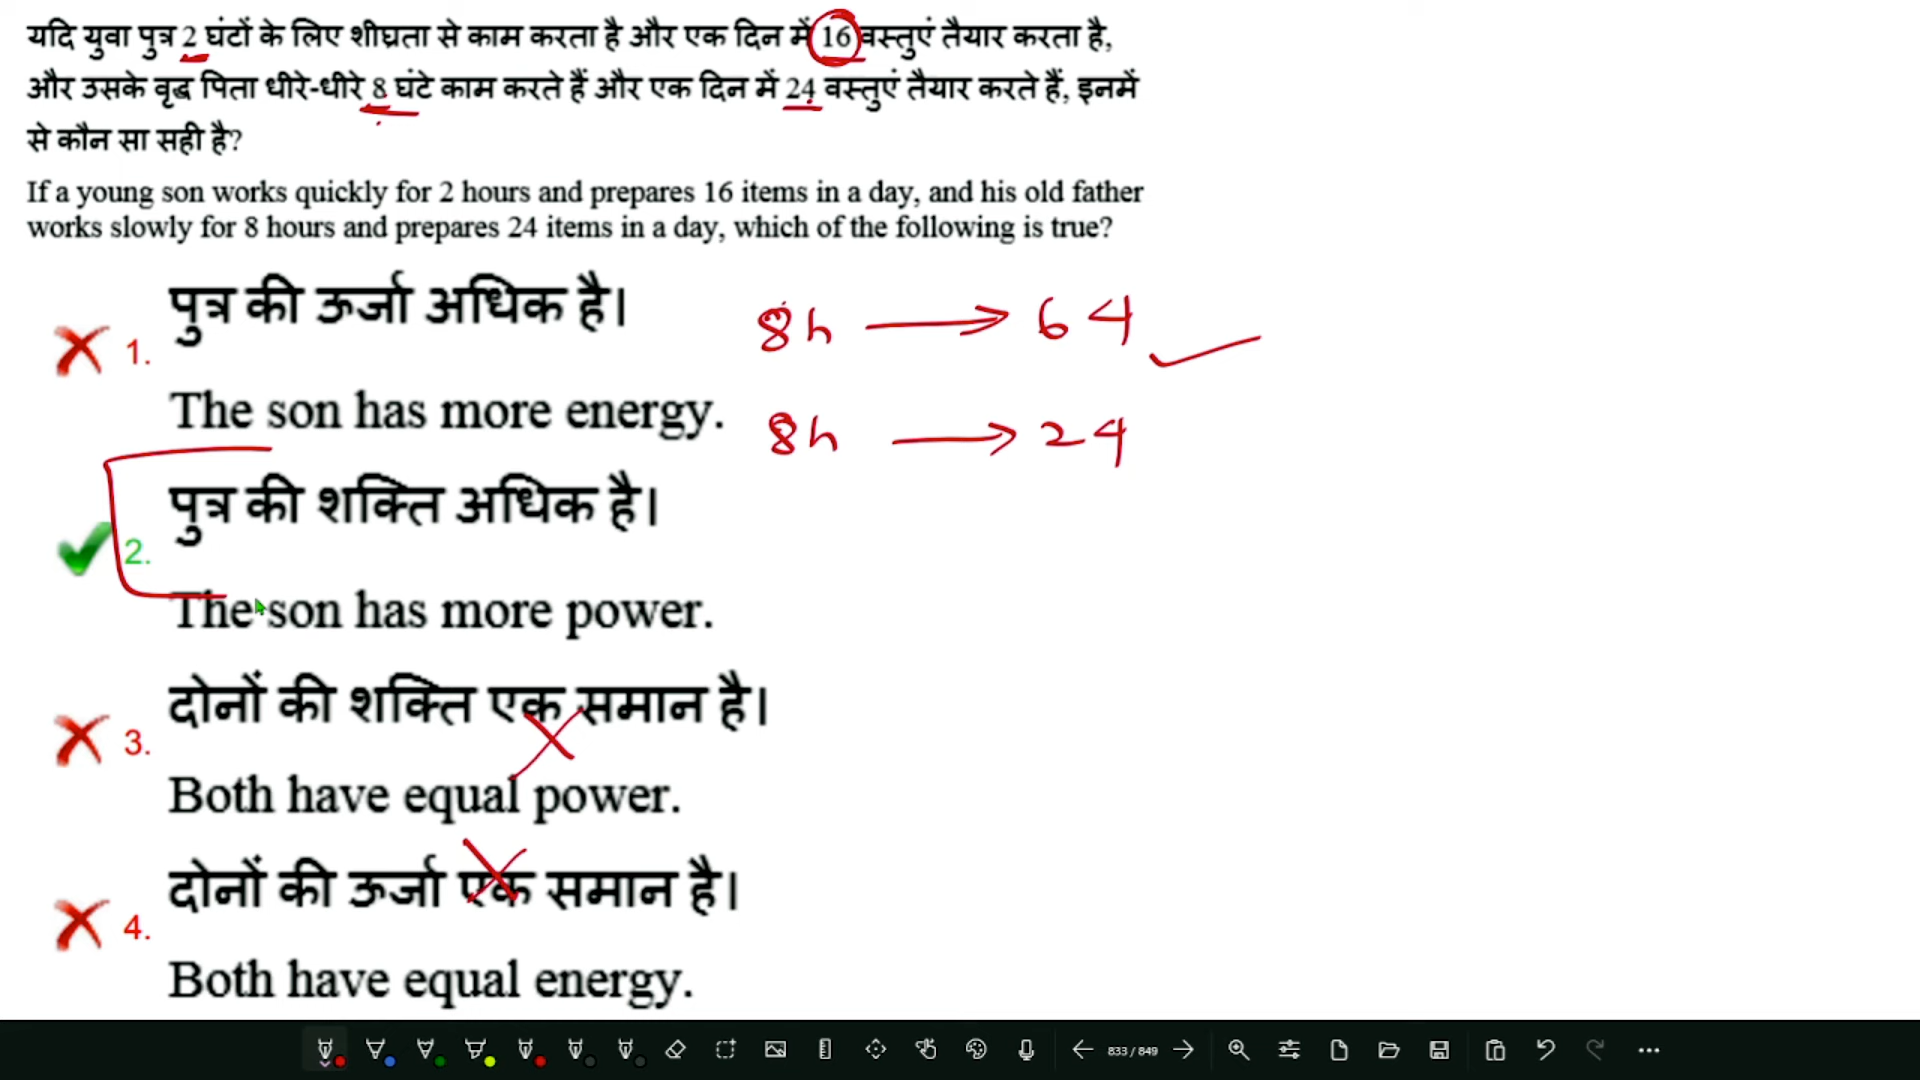 यदि युवा पुत्र 2 घंटों के लिए शीघ्रता से काम करता है और एक दिन में 16 वस्तुएं तैयार करता है,
और उसके वृद्ध पिता धीरे-धीरे 8 घंटे काम करते हैं और एक दिन में 24 वस्तुएं तैयार करते हैं, इनमें
से कौन सा सही है?
If a young son works quickly for 2 hours and prepares 16 items in a day, and his old father
works slowly for 8 hours and prepares 24 items in a day, which of the following is true?
पुत्र की ऊर्जा अधिक है।
1.
The son has more energy.
8h → 64
8h → 24
पुत्र की शक्ति अधिक है।
2.
The son has more power.
दोनों की शक्ति एक समान है।
3.
Both have equal power.
दोनों की ऊर्जा एक समान है।
4.
Both have equal energy.
833 / 849